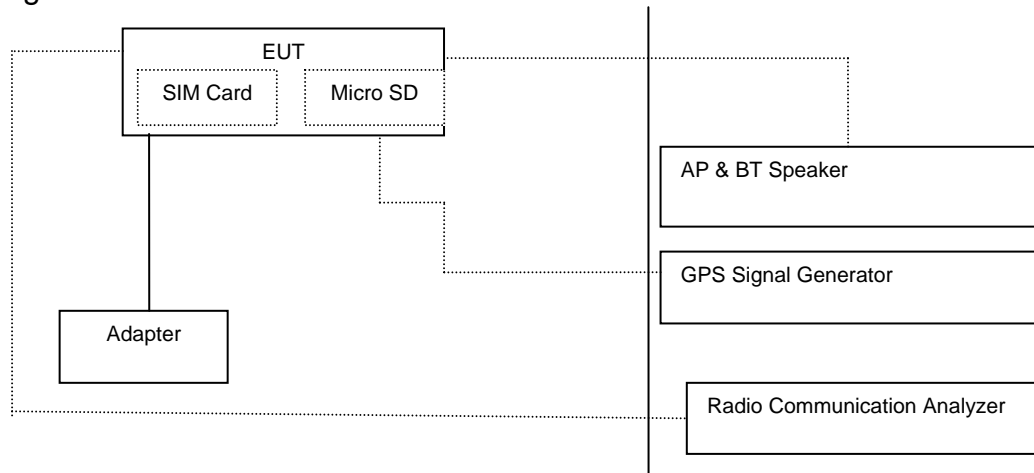 EUT
SIM Card
Micro SD
AP & BT Speaker
GPS Signal Generator
Adapter
Radio Communication Analyzer